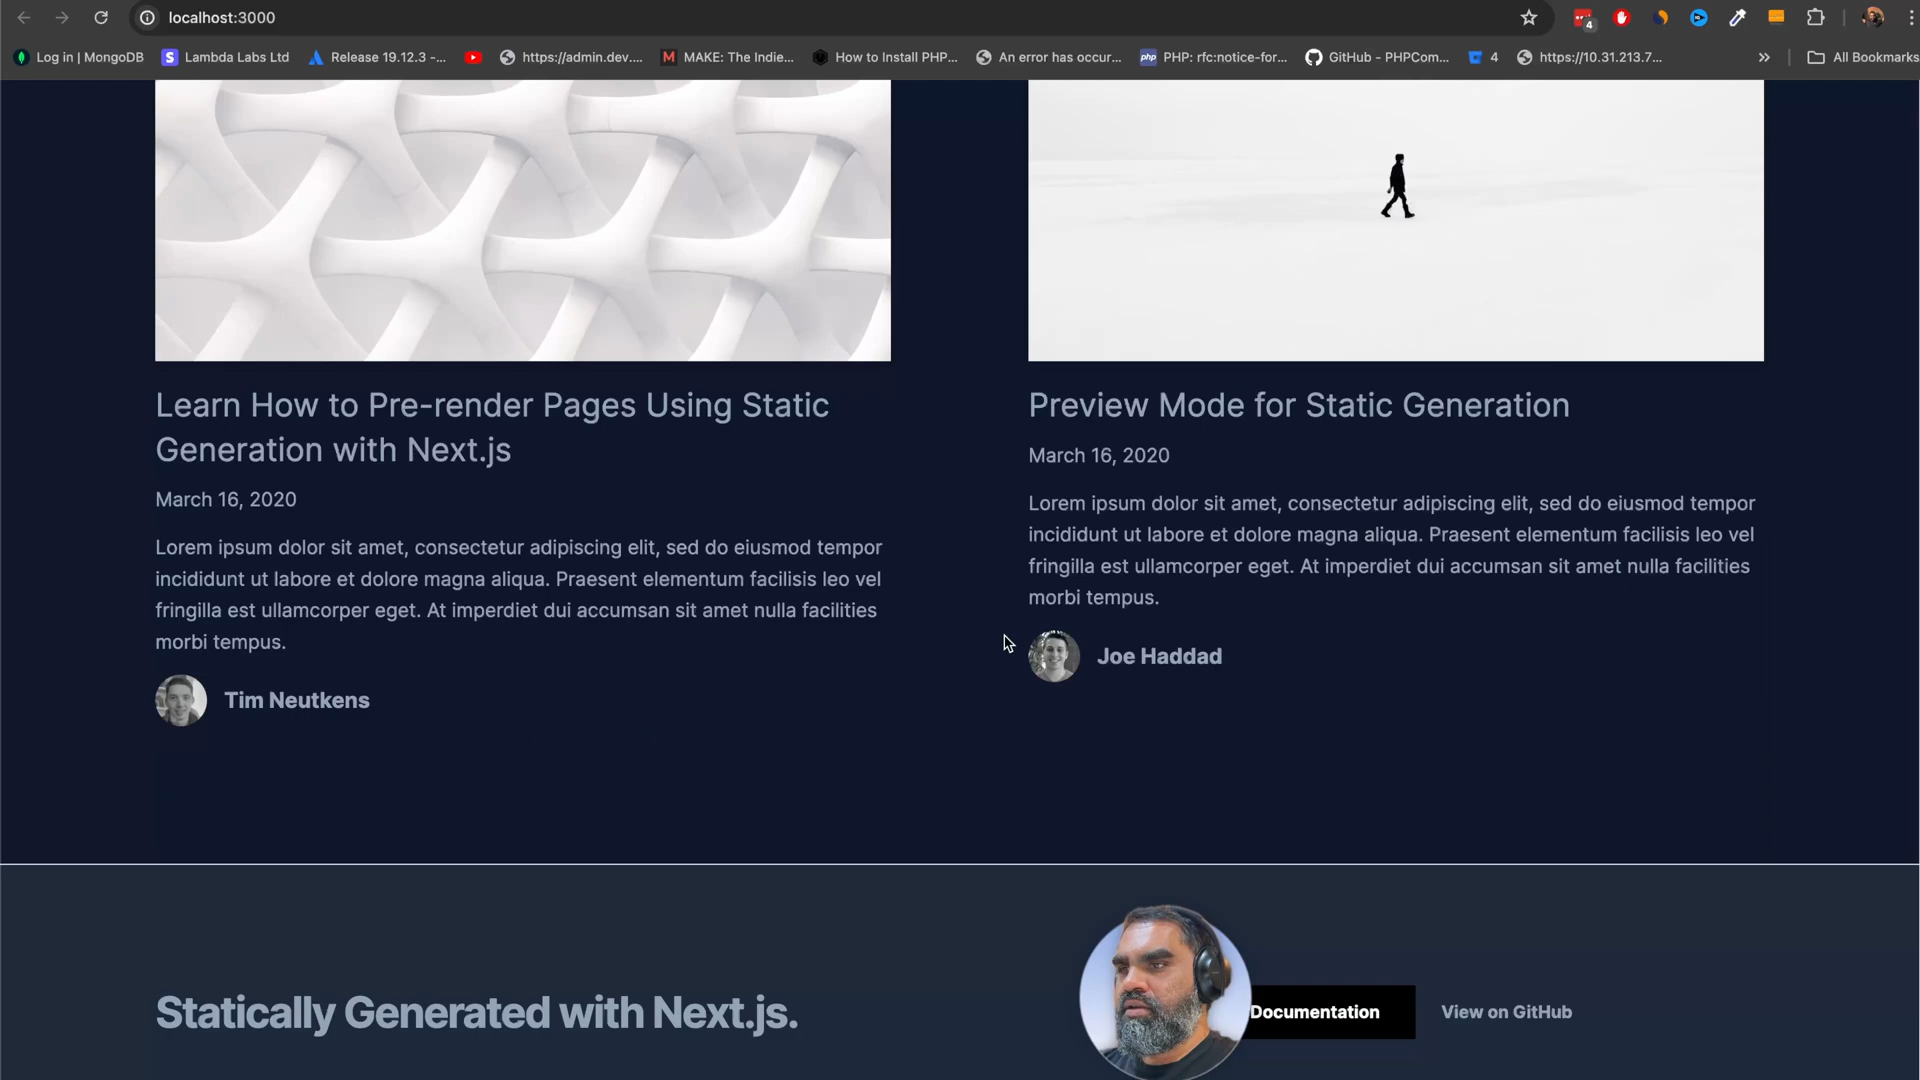 localhost:3000
4
Log in | MongoDB
S
Lambda Labs Ltd
Release 19.12.3 -...
https://admin.dev....
M
MAKE: The Indie...
How to Install PHP...
An error has occur...
php
PHP: rfc:notice-for...
GitHub - PHPCom...
4
https://10.31.213.7...
All Bookmarks
Learn How to Pre-render Pages Using Static
Generation with Next.js
March 16, 2020
Lorem ipsum dolor sit amet, consectetur adipiscing elit, sed do eiusmod tempor
incididunt ut labore et dolore magna aliqua. Praesent elementum facilisis leo vel
fringilla est ullamcorper eget. At imperdiet dui accumsan sit amet nulla facilities
morbi tempus.
Tim Neutkens
Preview Mode for Static Generation
March 16, 2020
Lorem ipsum dolor sit amet, consectetur adipiscing elit, sed do eiusmod tempor
incididunt ut labore et dolore magna aliqua. Praesent elementum facilisis leo vel
fringilla est ullamcorper eget. At imperdiet dui accumsan sit amet nulla facilities
morbi tempus.
Joe Haddad
Statically Generated with Next.js.
Documentation
View on GitHub